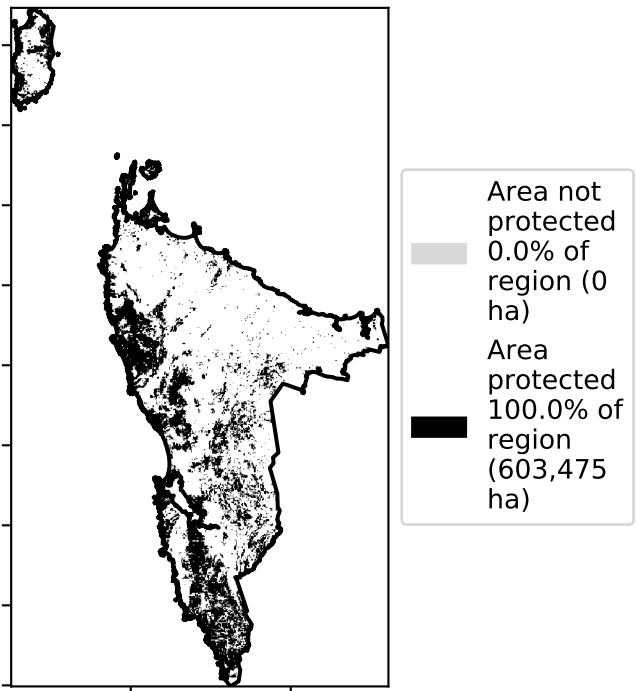 Area not
protected
0.0% of
region (0
ha)
Area
protected
100.0% of
region
(603,475
ha)